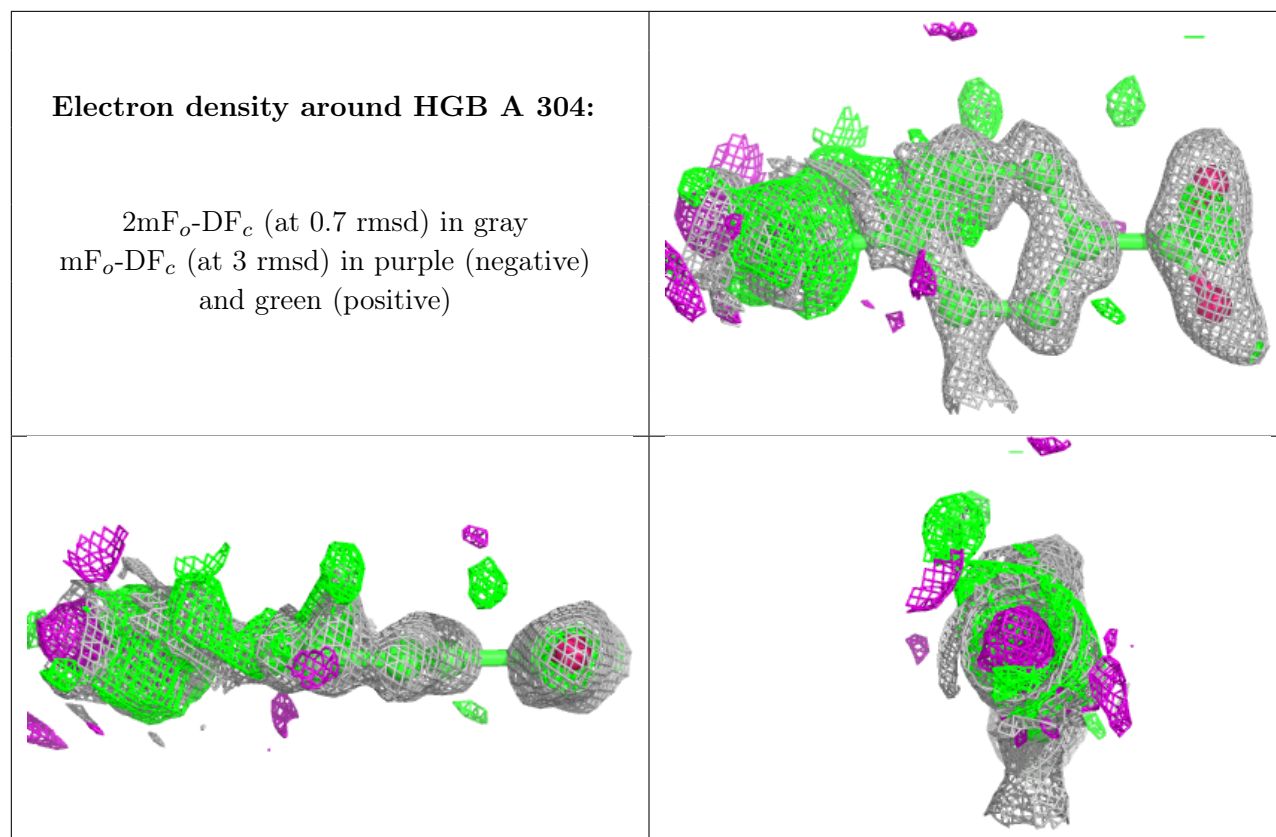 Electron density around HGB A 304:
2mFo-DFc (at 0.7 rmsd) in gray
mFo-DFc (at 3 rmsd) in purple (negative)
and green (positive)